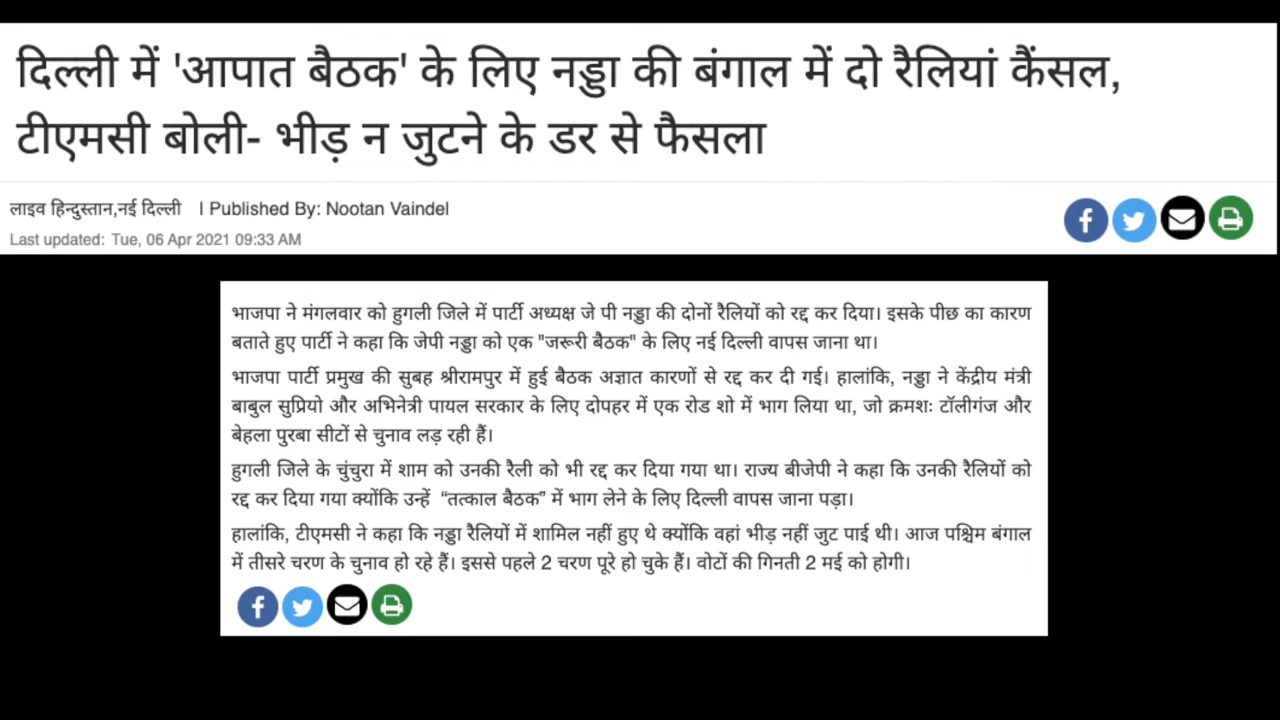 दिल्ली में 'आपात बैठक' के लिए नड्डा की बंगाल में दो रैलियां कैंसल,
टीएमसी बोली- भीड़ न जुटने के डर से फैसला
लाइव हिन्दुस्तान,नई दिल्ली | Published By: Nootan Vaindel
Last updated: Tue, 06 Apr 2021 09:33 AM
भाजपा ने मंगलवार को हुगली जिले में पार्टी अध्यक्ष जे पी नड्डा की दोनों रैलियों को रद्द कर दिया। इसके पीछ का कारण
बताते हुए पार्टी ने कहा कि जेपी नड्डा को एक "जरूरी बैठक" के लिए नई दिल्ली वापस जाना था।
भाजपा पार्टी प्रमुख की सुबह श्रीरामपुर में हुई बैठक अज्ञात कारणों से रद्द कर दी गई। हालांकि, नड्डा ने केंद्रीय मंत्री
बाबुल सुप्रियो और अभिनेत्री पायल सरकार के लिए दोपहर में एक रोड शो में भाग लिया था, जो क्रमशः टॉलीगंज और
बेहला पुरबा सीटों से चुनाव लड़ रही हैं।
हुगली जिले के चुंचुरा में शाम को उनकी रैली को भी रद्द कर दिया गया था। राज्य बीजेपी ने कहा कि उनकी रैलियों को
रद्द कर दिया गया क्योंकि उन्हें “तत्काल बैठक” में भाग लेने के लिए दिल्ली वापस जाना पड़ा।
हालांकि, टीएमसी ने कहा कि नड्डा रैलियों में शामिल नहीं हुए थे क्योंकि वहां भीड़ नहीं जुट पाई थी। आज पश्चिम बंगाल
में तीसरे चरण के चुनाव हो रहे हैं। इससे पहले 2 चरण पूरे हो चुके हैं। वोटों की गिनती 2 मई को होगी।